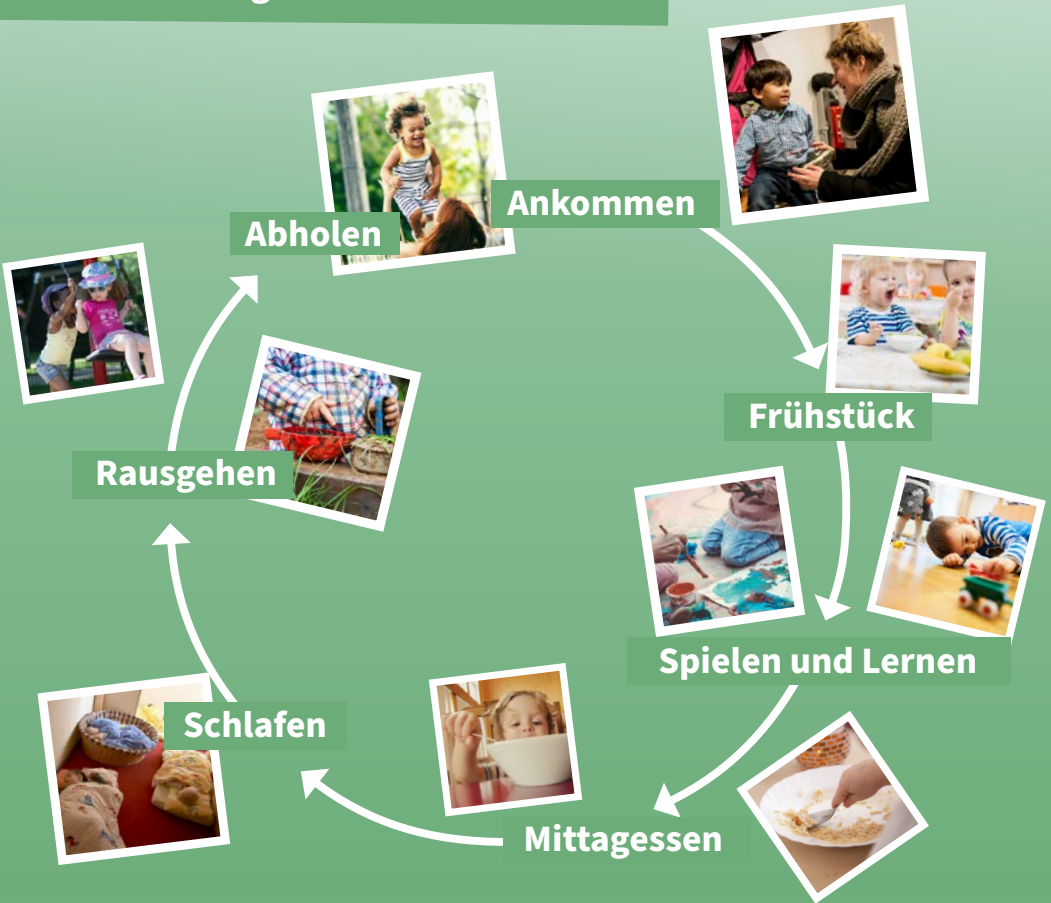 Ankommen
Frühstück
Spielen und Lernen
Mittagessen
Schlafen
Rausgehen
Abholen